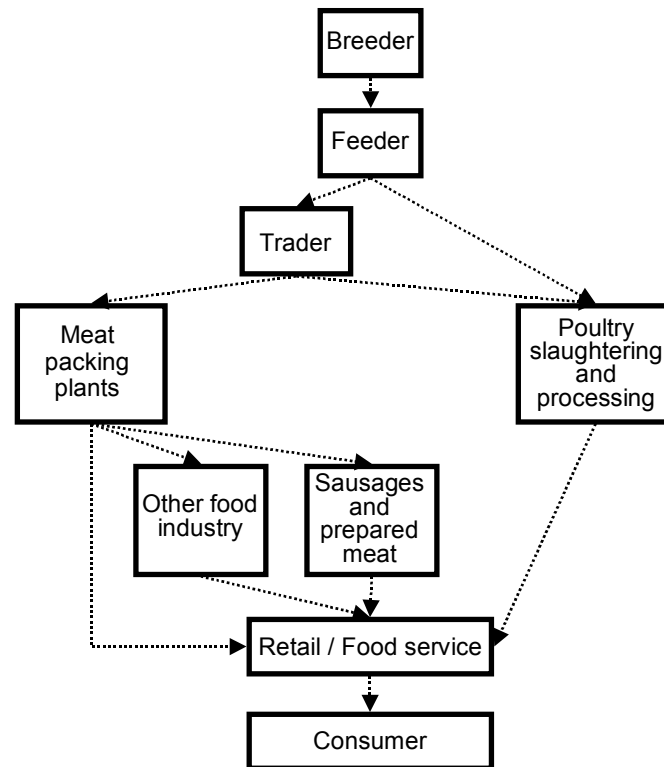 Breeder
Feeder
Trader
Meat
packing
plants
Poultry
slaughtering
and
processing
Other food
industry
Sausages
and
prepared
meat
Retail / Food service
Consumer